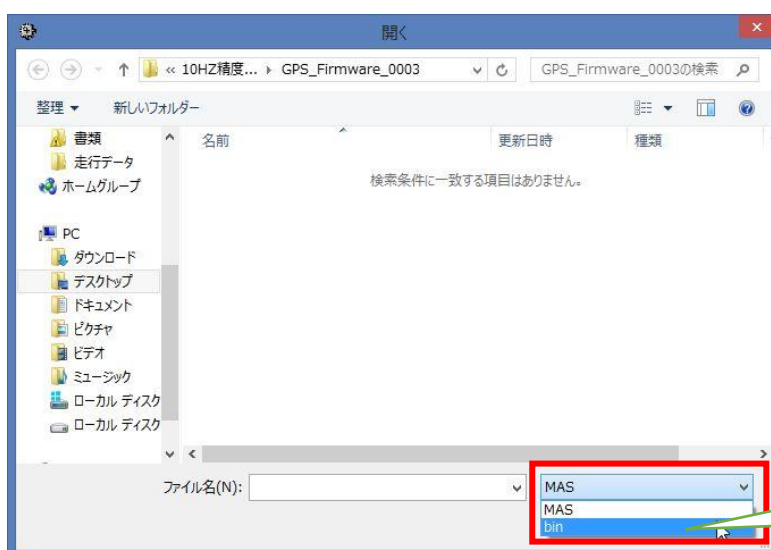 開く
« 10HZ精度... ▸ GPS_Firmware_0003
GPS_Firmware_0003の検索
整理 ▼ 新しいフォルダー
名前 更新日時 種類
検索条件に一致する項目はありません。
書類
走行データ
ホームグループ
PC
ダウンロード
デスクトップ
ドキュメント
ピクチャ
ビデオ
ミュージック
ローカル ディスク
ローカル ディスク
ファイル名(N):
MAS
MAS
bin